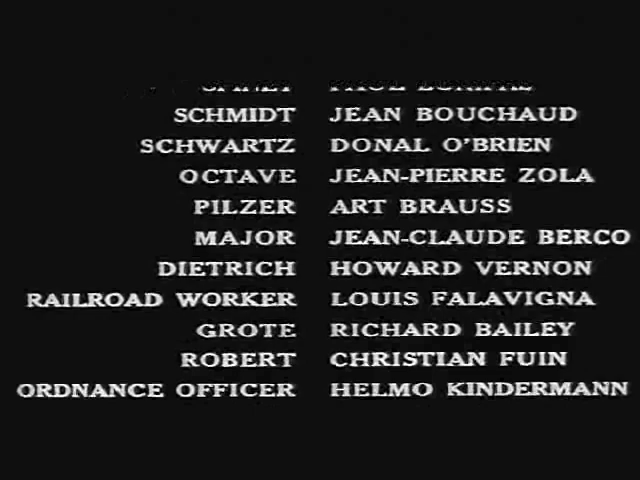 SCHMIDT JEAN BOUCHAUD
SCHWARTZ DONAL O'BRIEN
OCTAVE JEAN-PIERRE ZOLA
PILZER ART BRAUSS
MAJOR JEAN-CLAUDE BERCO
DIETRICH HOWARD VERNON
RAILROAD WORKER LOUIS FALAVIGNA
GROTE RICHARD BAILEY
ROBERT CHRISTIAN FUIN
ORDNANCE OFFICER HELMO KINDERMANN